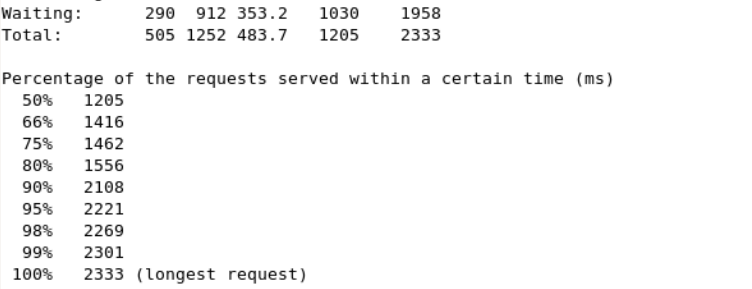 Waiting:      290  912 353.2   1030    1958
Total:        505 1252 483.7   1205    2333
Percentage of the requests served within a certain time (ms)
  50%   1205
  66%   1416
  75%   1462
  80%   1556
  90%   2108
  95%   2221
  98%   2269
  99%   2301
 100%   2333 (longest request)